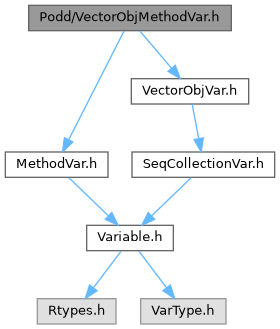 Podd/VectorObjMethodVar.h
VectorObjVar.h
MethodVar.h
SeqCollectionVar.h
Variable.h
Rtypes.h
VarType.h